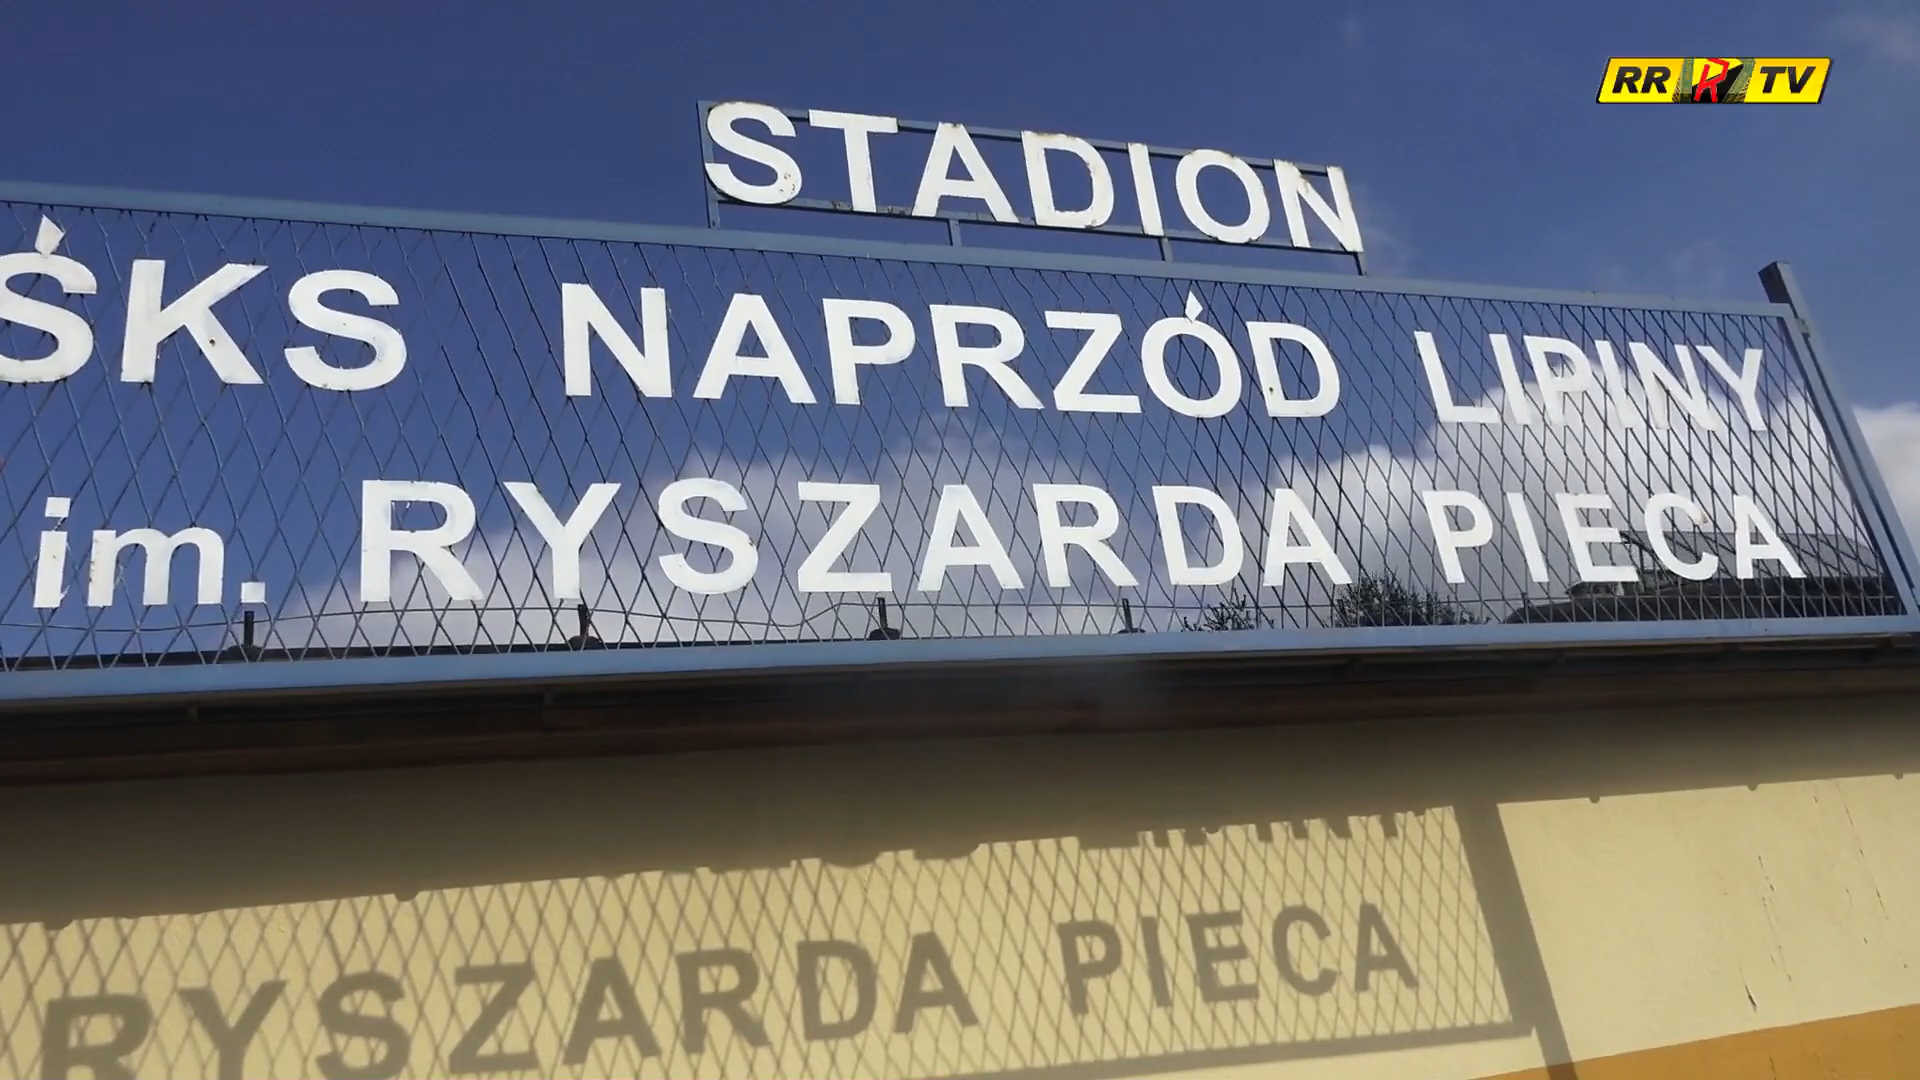 RR R TV
STADION
ŚKS NAPRZÓD LIPINY
im. RYSZARDA PIECA
RYSZARDA PIECA